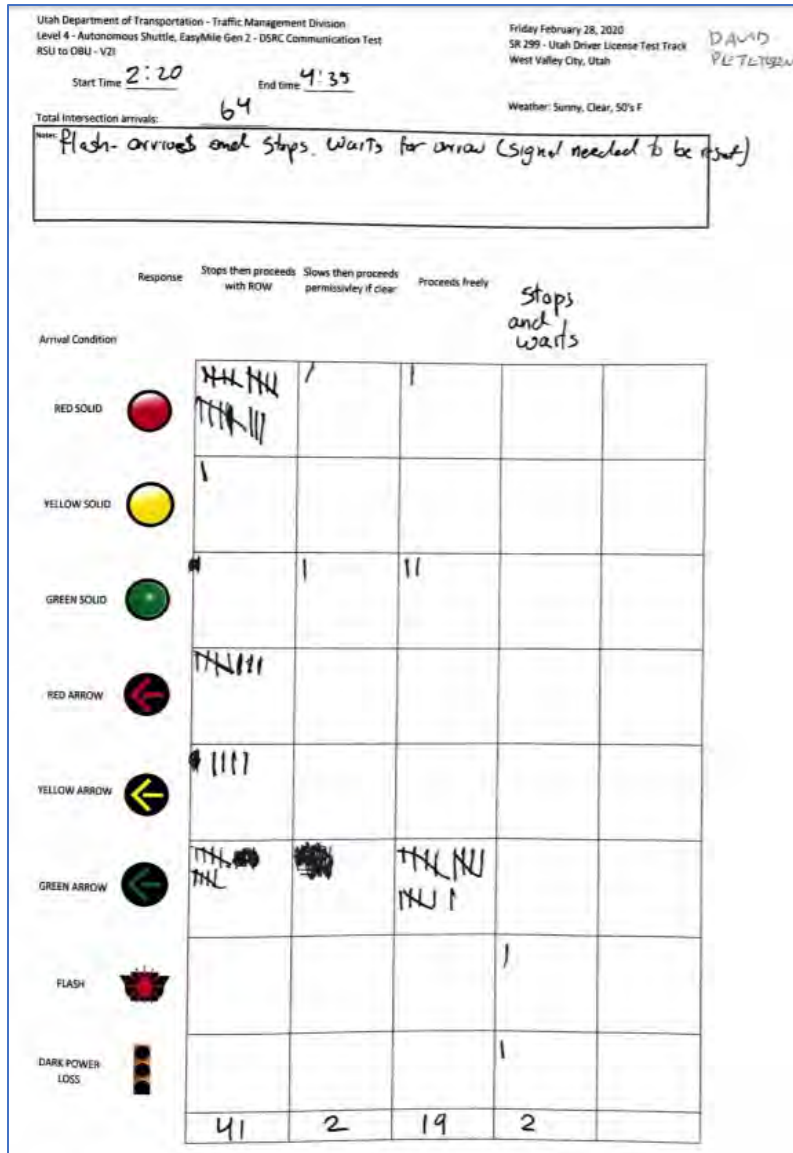 Utah Department of Transportation - Traffic Management Division
Level 4 - Autonomous Shuttle, EasyMile Gen 2 - DSRC Communication Test
RSU to OBU - V2I
Friday February 28, 2020
SR 299 - Utah Driver License Test Track
West Valley City, Utah
DAVID
PETERSEN
Start Time 2:20 End time 4:35
Weather: Sunny, Clear, 50's F
Total Intersection arrivals: 64
Notes: flash- arrives and stops. Waits for arrow (signal needed to be reset)
Response
Stops then proceeds with ROW
Slows then proceeds permissivley if clear
Proceeds freely
Stops and waits
Arrival Condition
RED SOLID
YELLOW SOLID
GREEN SOLID
RED ARROW
YELLOW ARROW
GREEN ARROW
FLASH
DARK POWER
LOSS
41 2 19 2